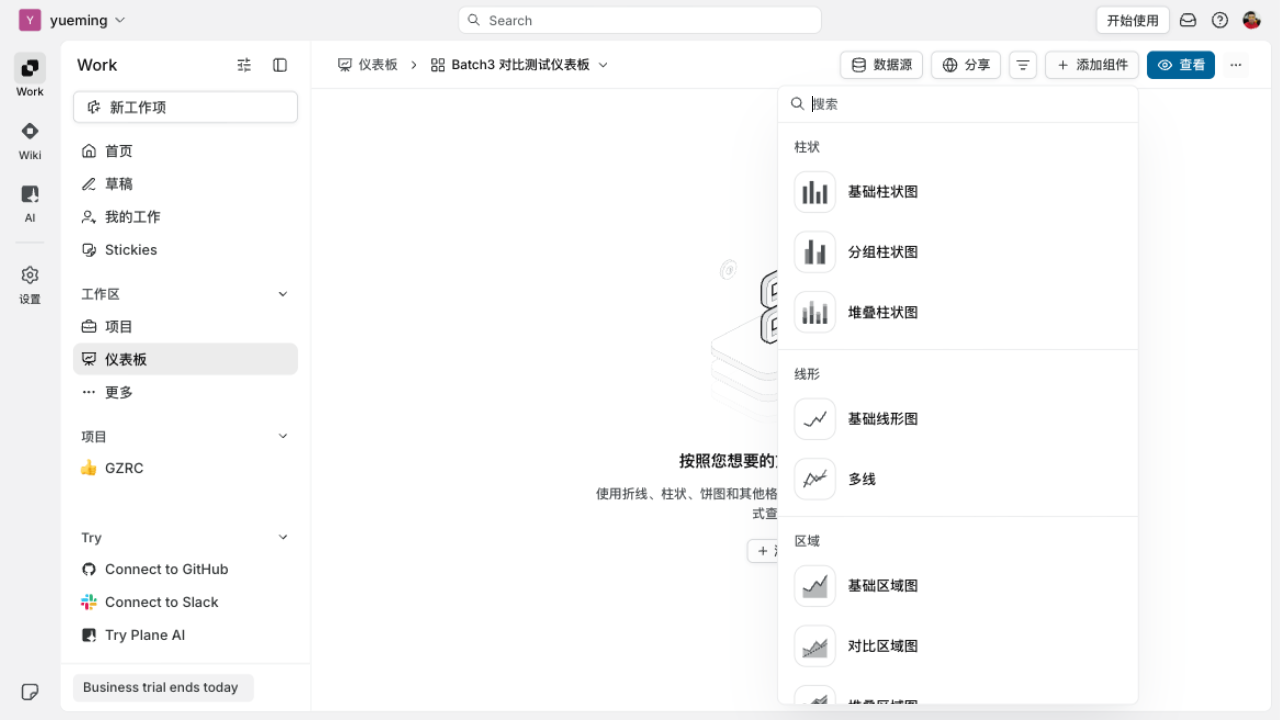 Y yueming
Search
开始使用
Work
Wiki
AI
设置
Work
新工作项
首页
草稿
我的工作
Stickies
工作区
项目
仪表板
更多
项目
GZRC
Try
Connect to GitHub
Connect to Slack
Try Plane AI
Business trial ends today
仪表板
Batch3 对比测试仪表板
数据源
分享
添加组件
查看
按照您想要的
使用折线、柱状、饼图和其他格
式查
搜索
柱状
基础柱状图
分组柱状图
堆叠柱状图
线形
基础线形图
多线
区域
基础区域图
对比区域图
堆叠区域图